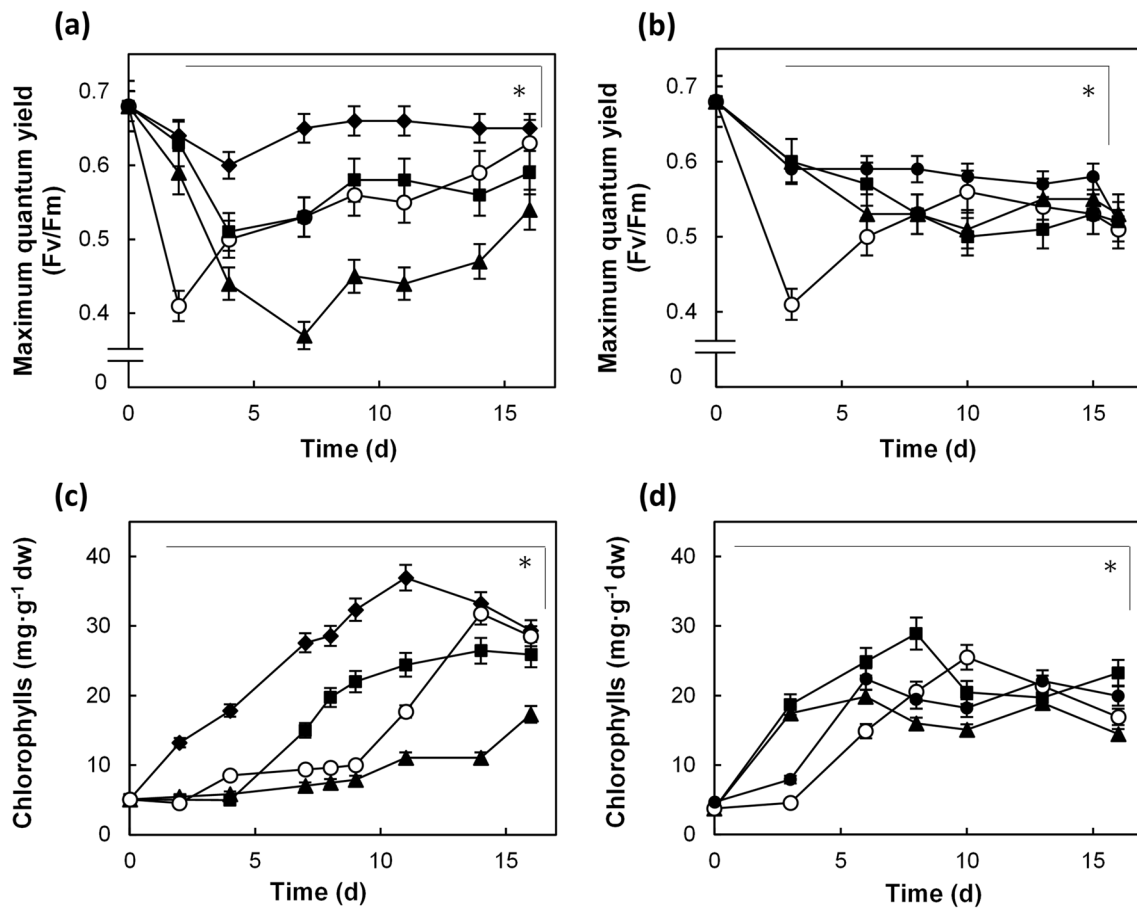 (a)
Maximum quantum yield
(Fv/Fm)
0.7
0.6
0.5
0.4
0
*
0 5 10 15
Time (d)
(b)
Maximum quantum yield
(Fv/Fm)
0.7
0.6
0.5
0.4
0
*
0 5 10 15
Time (d)
(c)
Chlorophylls (mg·g⁻¹ dw)
40
30
20
10
0
*
0 5 10 15
Time (d)
(d)
Chlorophylls (mg·g⁻¹ dw)
40
30
20
10
0
*
0 5 10 15
Time (d)